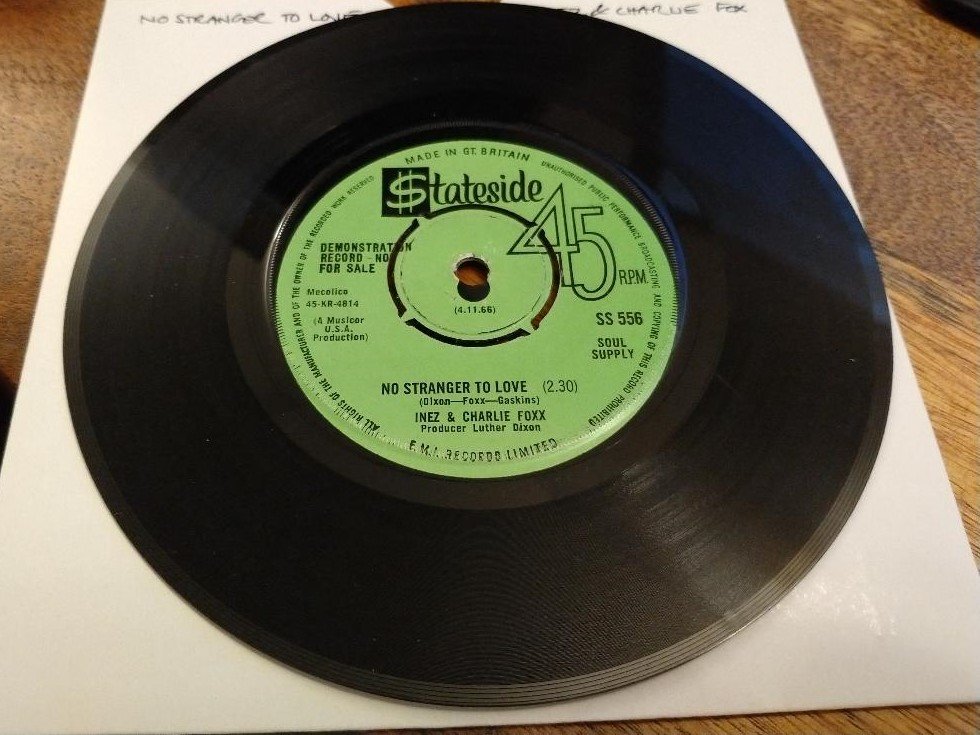 NO STRANGER TO LOVE & CHARLIE FOX
MADE IN GT. BRITAIN
UNAUTHORISED PUBLIC PERFORMANCE BROADCASTING AND COPYING OF THIS RECORD PROHIBITED
ALL RIGHTS OF THE MANUFACTURER AND OF THE OWNER OF THE RECORDED WORK RESERVED
$tateside
45
RPM.
DEMONSTRATION
RECORD - NO
FOR SALE
Mecolico
45-KR-4814
(A Musicor
U.S.A.
Production)
(4.11.66)
SS 556
SOUL
SUPPLY
NO STRANGER TO LOVE (2.30)
(Dixon—Foxx—Gaskins)
INEZ & CHARLIE FOXX
Producer Luther Dixon
E.M.I. RECORDS LIMITED